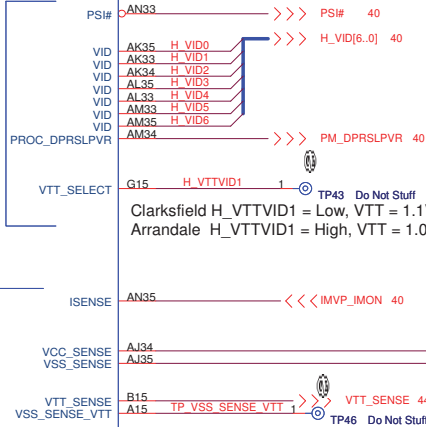 PSI# AN33 PSI# 40
H_VID[6..0] 40
VID AK35 H_VID0
VID AK33 H_VID1
VID AK34 H_VID2
VID AL35 H_VID3
VID AL33 H_VID4
VID AM33 H_VID5
VID AM35 H_VID6
PROC_DPRSLPVR AM34 PM_DPRSLPVR 40
VTT_SELECT G15 H_VTTVID1 1
TP43 Do Not Stuff
Clarksfield H_VTTVID1 = Low, VTT = 1.1
Arrandale H_VTTVID1 = High, VTT = 1.0
ISENSE AN35 IMVP_IMON 40
VCC_SENSE AJ34
VSS_SENSE AJ35
VTT_SENSE B15 VTT_SENSE 44
VSS_SENSE_VTT A15 TP_VSS_SENSE_VTT 1
TP46 Do Not Stuff